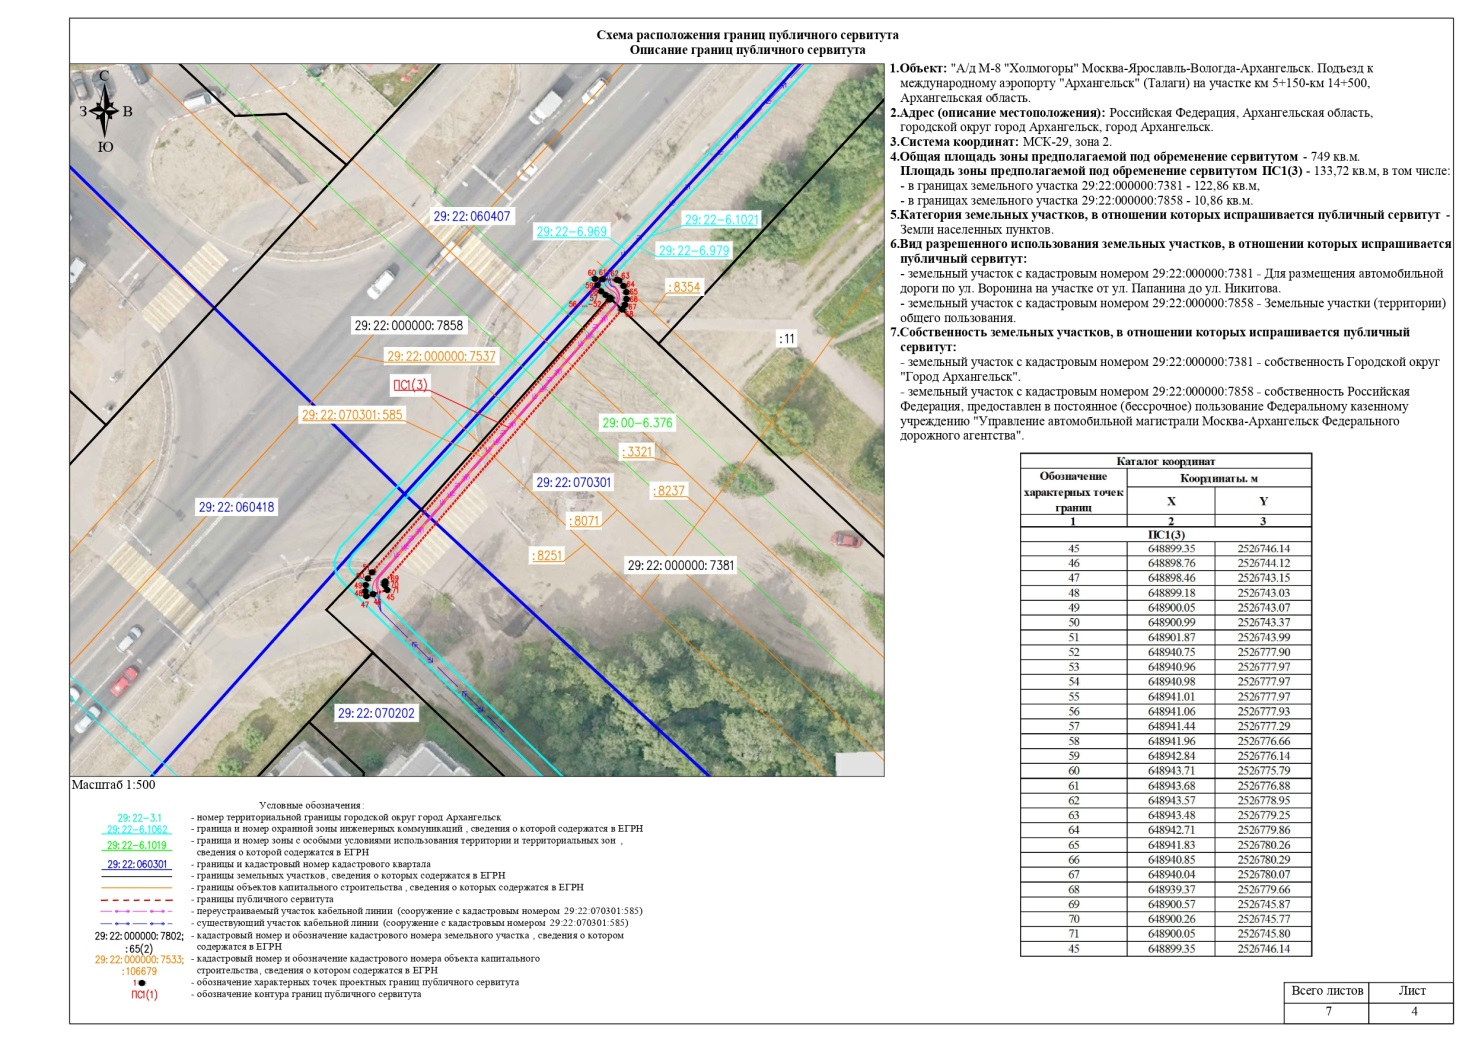 Схема расположения границ публичного сервитута
Описание границ публичного сервитута
С
З
В
Ю
29:22:060407
29:22-6.969
29:22-6.1021
29:22-6.979
:8354
:11
29:22:000000:7858
29:22:000000:7537
ПС1(3)
29:22:070301:585
29:00-6.376
:3321
29:22:070301
:8237
29:22:060418
:8071
:8251
29:22:000000:7381
29:22:070202
1.Объект: "А/д М-8 "Холмогоры" Москва-Ярославль-Вологда-Архангельск. Подъезд к
международному аэропорту "Архангельск" (Талаги) на участке км 5+150-км 14+500,
Архангельская область.
2.Адрес (описание местоположения): Российская Федерация, Архангельская область,
городской округ город Архангельск, город Архангельск.
3.Система координат: МСК-29, зона 2.
4.Общая площадь зоны предполагаемой под обременение сервитутом - 749 кв.м.
Площадь зоны предполагаемой под обременение сервитутом ПС1(3) - 133,72 кв.м, в том числе:
- в границах земельного участка 29:22:000000:7381 - 122,86 кв.м,
- в границах земельного участка 29:22:000000:7858 - 10,86 кв.м.
5.Категория земельных участков, в отношении которых испрашивается публичный сервитут -
Земли населенных пунктов.
6.Вид разрешенного использования земельных участков, в отношении которых испрашивается
публичный сервитут:
- земельный участок с кадастровым номером 29:22:000000:7381 - Для размещения автомобильной
дороги по ул. Воронина на участке от ул. Папанина до ул. Никитова.
- земельный участок с кадастровым номером 29:22:000000:7858 - Земельные участки (территории)
общего пользования.
7.Собственность земельных участков, в отношении которых испрашивается публичный
сервитут:
- земельный участок с кадастровым номером 29:22:000000:7381 - собственность Городской округ
"Город Архангельск".
- земельный участок с кадастровым номером 29:22:000000:7858 - собственность Российская
Федерация, предоставлен в постоянное (бессрочное) пользование Федеральному казенному
учреждению "Управление автомобильной магистрали Москва-Архангельск Федерального
дорожного агентства".
Каталог координат
Обозначение характерных точек границ Координаты. м
X Y
1 2 3
ПС1(3)
45 648899.35 2526746.14
46 648898.76 2526744.12
47 648898.46 2526743.15
48 648899.18 2526743.03
49 648900.05 2526743.07
50 648900.99 2526743.37
51 648901.87 2526743.99
52 648940.75 2526777.90
53 648940.96 2526777.97
54 648940.98 2526777.97
55 648941.01 2526777.97
56 648941.06 2526777.93
57 648941.44 2526777.29
58 648941.96 2526776.66
59 648942.84 2526776.14
60 648943.71 2526775.79
61 648943.68 2526776.88
62 648943.57 2526778.95
63 648943.48 2526779.25
64 648942.71 2526779.86
65 648941.83 2526780.26
66 648940.85 2526780.29
67 648940.04 2526780.07
68 648939.37 2526779.66
69 648900.57 2526745.87
70 648900.26 2526745.77
71 648900.05 2526745.80
45 648899.35 2526746.14
Масштаб 1:500
Условные обозначения:
29:22-3.1 - номер территориальной границы городской округ город Архангельск
29:22-6.1062 - граница и номер охранной зоны инженерных коммуникаций , сведения о которой содержатся в ЕГРН
29:22-6.1019 - граница и номер зоны с особыми условиями использования территории и территориальных зон ,
сведения о которой содержатся в ЕГРН
29:22:060301 - границы и кадастровый номер кадастрового квартала
- границы земельных участков, сведения о которых содержатся в ЕГРН
- границы объектов капитального строительства , сведения о которых содержатся в ЕГРН
- границы публичного сервитута
- переустраиваемый участок кабельной линии (сооружение с кадастровым номером 29:22:070301:585)
- существующий участок кабельной линии (сооружение с кадастровым номером 29:22:070301:585)
29:22:000000:7802; - кадастровый номер и обозначение кадастрового номера земельного участка , сведения о котором
:65(2) содержатся в ЕГРН
29:22:000000:7533; - кадастровый номер и обозначение кадастрового номера объекта капитального
:106679 строительства, сведения о котором содержатся в ЕГРН
1 - обозначение характерных точек проектных границ публичного сервитута
ПС1(1) - обозначение контура границ публичного сервитута
Всего листов Лист
7 4